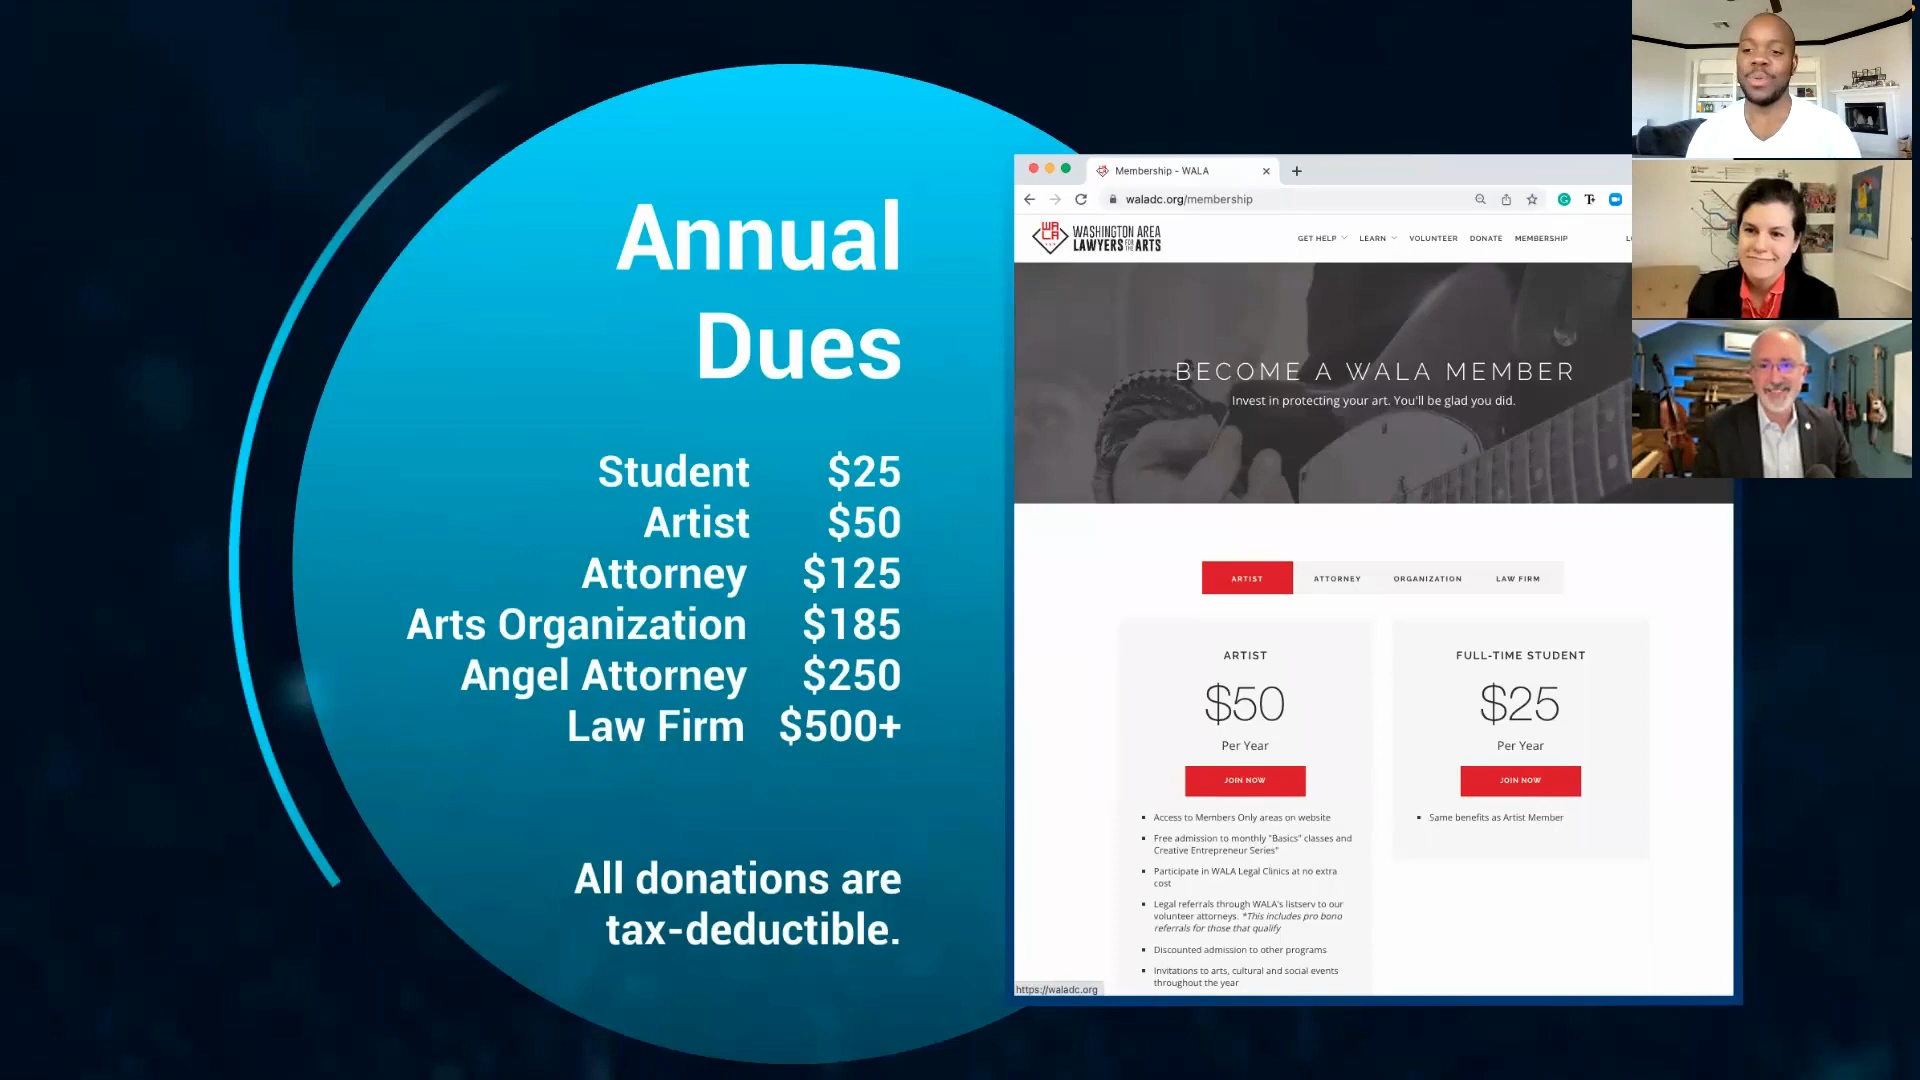 Annual
Dues
Student $25
Artist $50
Attorney $125
Arts Organization $185
Angel Attorney $250
Law Firm $500+
All donations are
tax-deductible.
Membership - WALA
waladc.org/membership
WALA
WASHINGTON AREA
LAWYERS FOR THE ARTS
GET HELP LEARN VOLUNTEER DONATE MEMBERSHIP
BECOME A WALA MEMBER
Invest in protecting your art. You'll be glad you did.
ARTIST ATTORNEY ORGANIZATION LAW FIRM
ARTIST
$50
Per Year
JOIN NOW
▪ Access to Members Only areas on website
▪ Free admission to monthly "Basics" classes and
Creative Entrepreneur Series"
▪ Participate in WALA Legal Clinics at no extra
cost
▪ Legal referrals through WALA's listserv to our
volunteer attorneys. *This includes pro bono
referrals for those that qualify
▪ Discounted admission to other programs
▪ Invitations to arts, cultural and social events
throughout the year
FULL-TIME STUDENT
$25
Per Year
JOIN NOW
▪ Same benefits as Artist Member
https://waladc.org